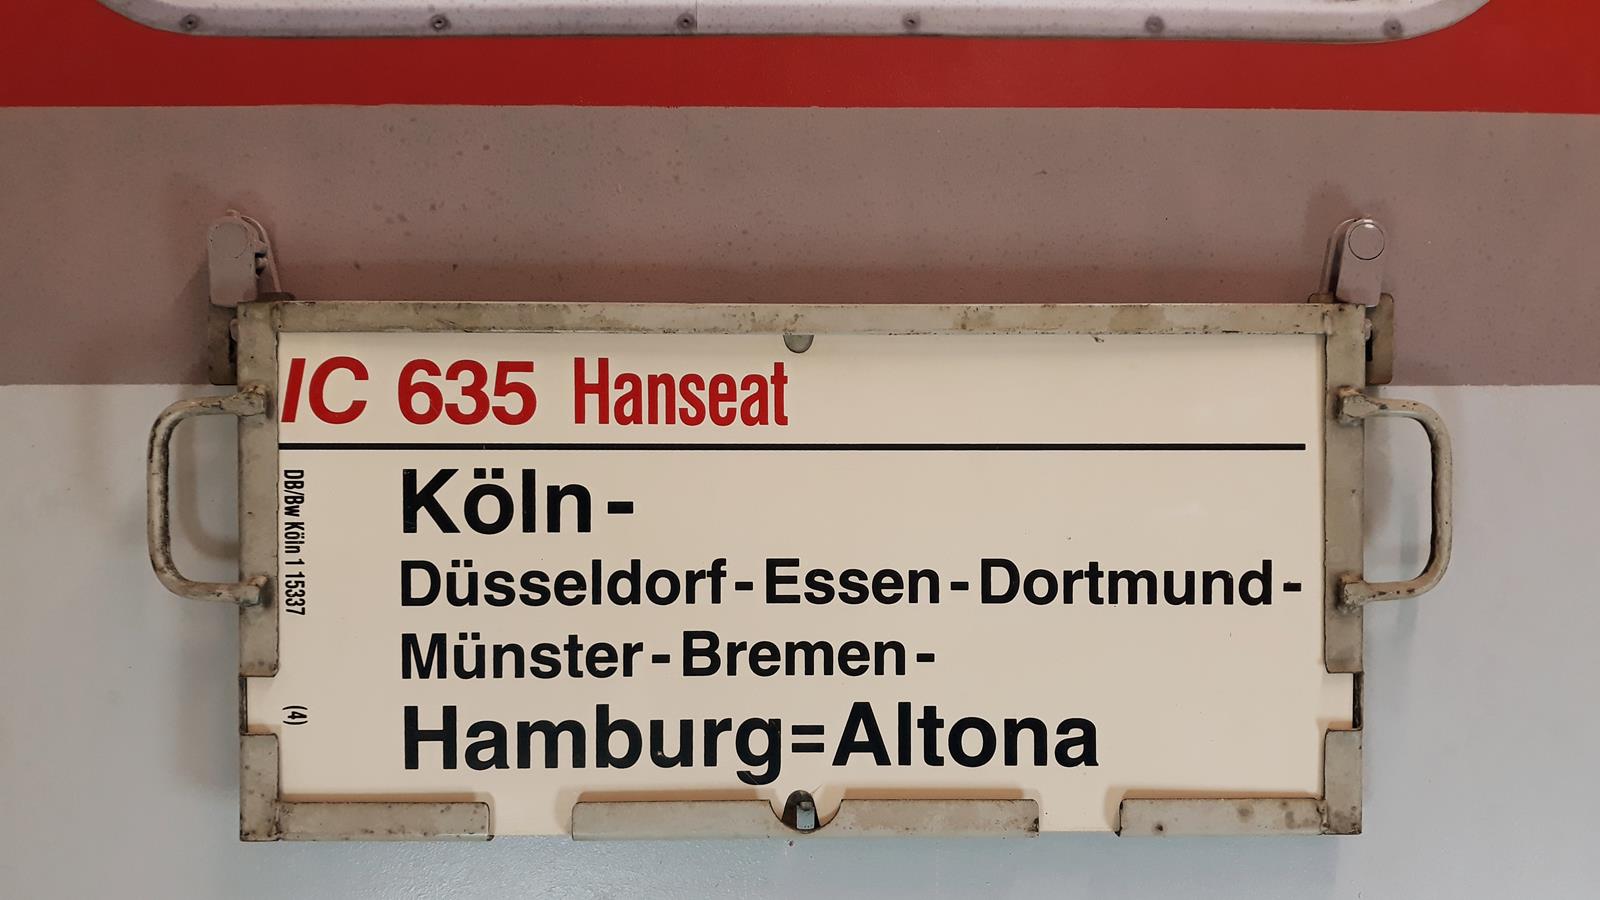 IC 635 Hanseat
Köln-
Düsseldorf-Essen-Dortmund-
Münster-Bremen-
Hamburg=Altona
DB/Bw Köln 1 15337
(4)